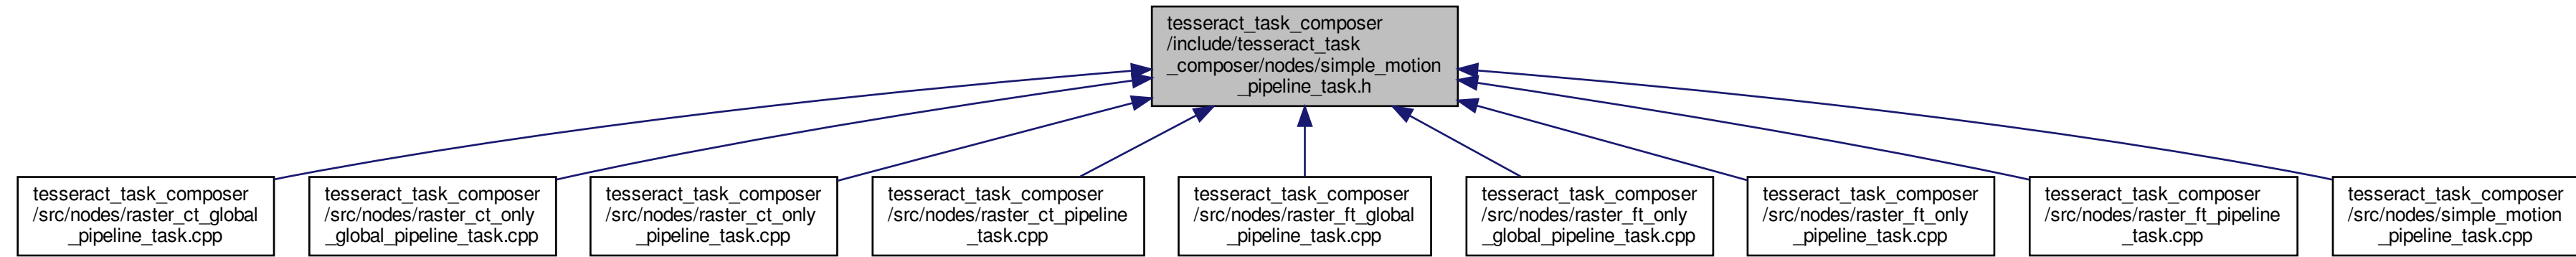 tesseract_task_composer
/include/tesseract_task
_composer/nodes/simple_motion
_pipeline_task.h
tesseract_task_composer
/src/nodes/raster_ct_global
_pipeline_task.cpp
tesseract_task_composer
/src/nodes/raster_ct_only
_global_pipeline_task.cpp
tesseract_task_composer
/src/nodes/raster_ct_only
_pipeline_task.cpp
tesseract_task_composer
/src/nodes/raster_ct_pipeline
_task.cpp
tesseract_task_composer
/src/nodes/raster_ft_global
_pipeline_task.cpp
tesseract_task_composer
/src/nodes/raster_ft_only
_global_pipeline_task.cpp
tesseract_task_composer
/src/nodes/raster_ft_only
_pipeline_task.cpp
tesseract_task_composer
/src/nodes/raster_ft_pipeline
_task.cpp
tesseract_task_composer
/src/nodes/simple_motion
_pipeline_task.cpp